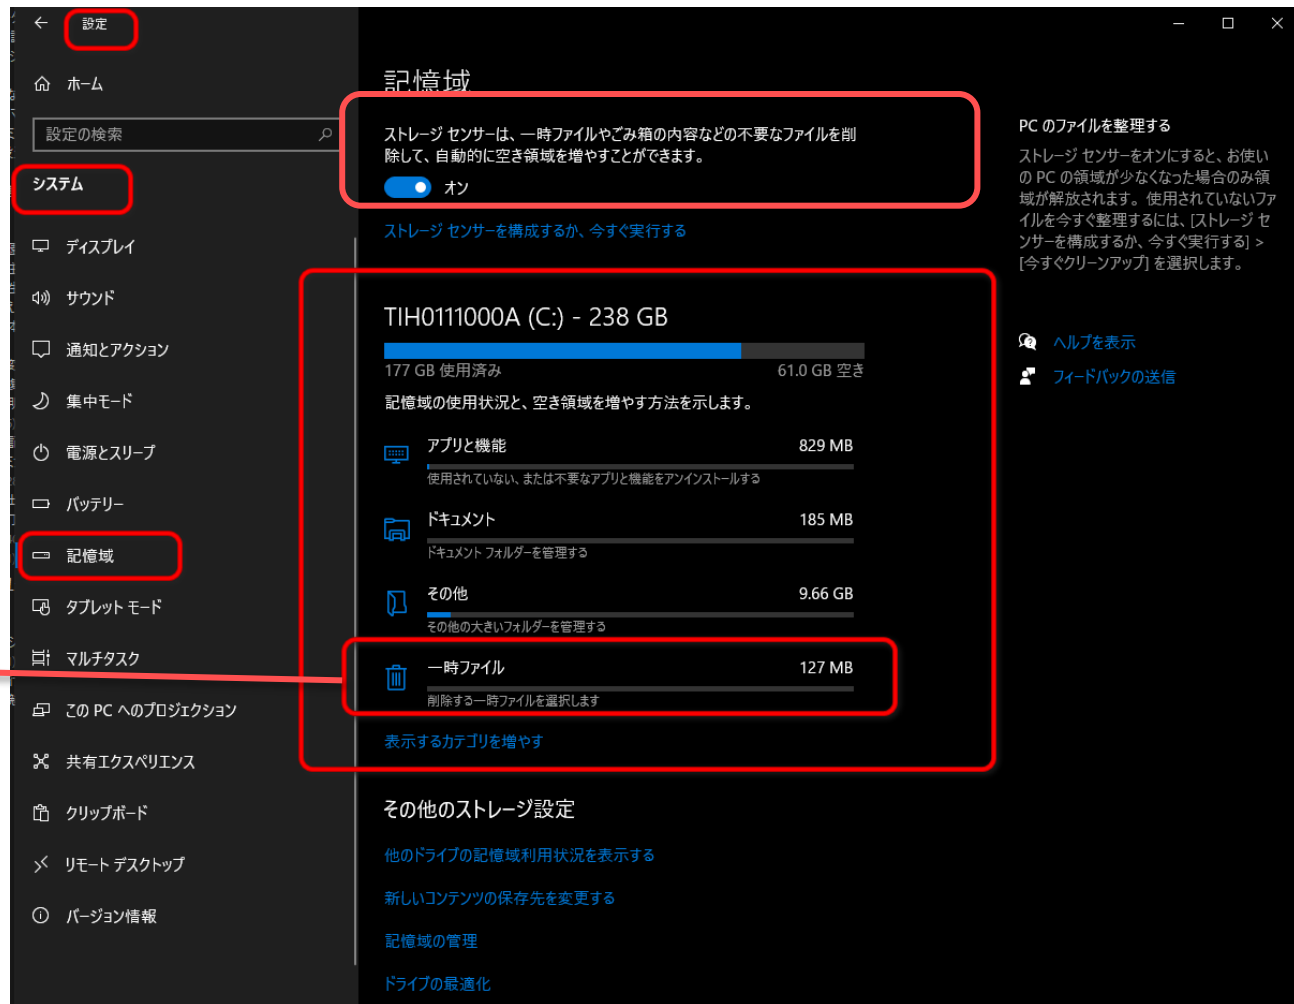 設定
ホーム
設定の検索
システム
ディスプレイ
サウンド
通知とアクション
集中モード
電源とスリープ
バッテリー
記憶域
タブレット モード
マルチタスク
この PC へのプロジェクション
共有エクスペリエンス
クリップボード
リモート デスクトップ
バージョン情報
記憶域
ストレージ センサーは、一時ファイルやごみ箱の内容などの不要なファイルを削
除して、自動的に空き領域を増やすことができます。
オン
ストレージ センサーを構成するか、今すぐ実行する
TIH0111000A (C:) - 238 GB
177 GB 使用済み
61.0 GB 空き
記憶域の使用状況と、空き領域を増やす方法を示します。
アプリと機能
829 MB
使用されていない、または不要なアプリと機能をアンインストールする
ドキュメント
185 MB
ドキュメント フォルダーを管理する
その他
9.66 GB
その他の大きいフォルダーを管理する
一時ファイル
127 MB
削除する一時ファイルを選択します
表示するカテゴリを増やす
その他のストレージ設定
他のドライブの記憶域利用状況を表示する
新しいコンテンツの保存先を変更する
記憶域の管理
ドライブの最適化
PC のファイルを整理する
ストレージ センサーをオンにすると、お使い
の PC の領域が少なくなった場合のみ領
域が解放されます。使用されていないファ
イルを今すぐ整理するには、[ストレージ セ
ンサーを構成するか、今すぐ実行する] >
[今すぐクリーンアップ] を選択します。
ヘルプを表示
フィードバックの送信